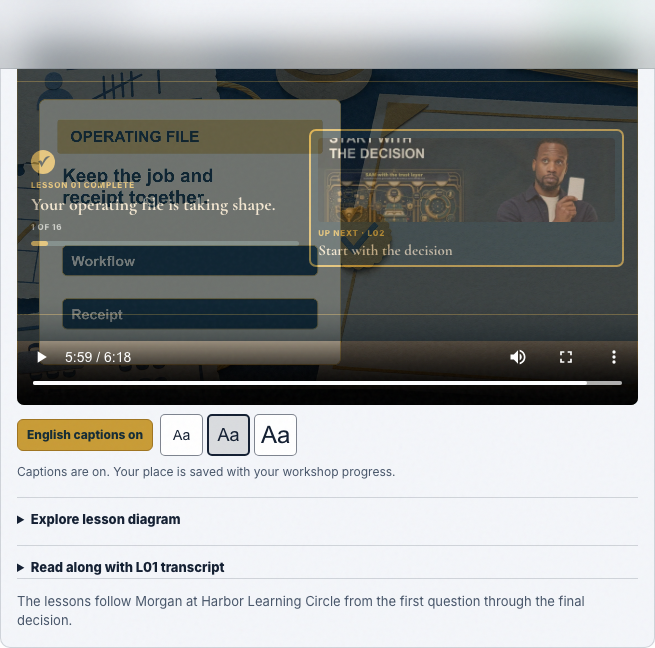 OPERATING FILE
Keep the job and
receipt together.
LESSON 01 COMPLETE
Your operating file is taking shape.
1 OF 16
Workflow
Receipt
START WITH
THE DECISION
UP NEXT · L02
Start with the decision
5:59 / 6:18
English captions on
Aa
Aa
Aa
Captions are on. Your place is saved with your workshop progress.
Explore lesson diagram
Read along with L01 transcript
The lessons follow Morgan at Harbor Learning Circle from the first question through the final
decision.